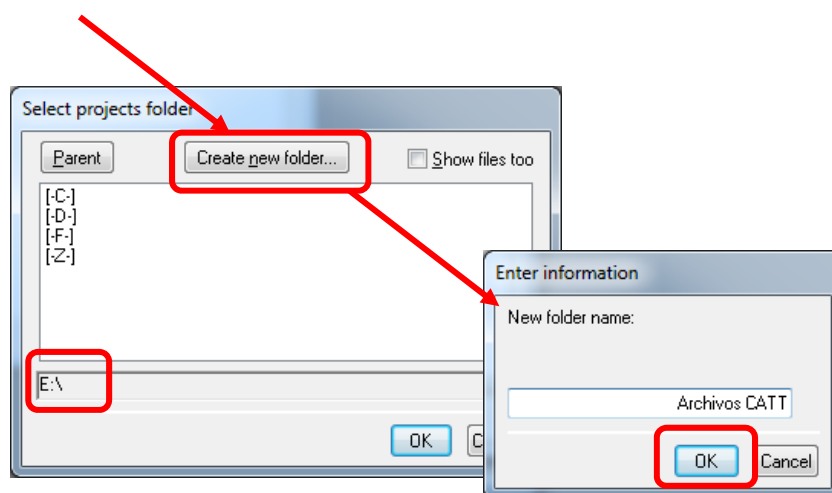 Select projects folder
Parent
Create new folder...
Show files too
[-C-]
[-D-]
[-F-]
[-Z-]
E:\
OK
Enter information
New folder name:
Archivos CATT
OK
Cancel